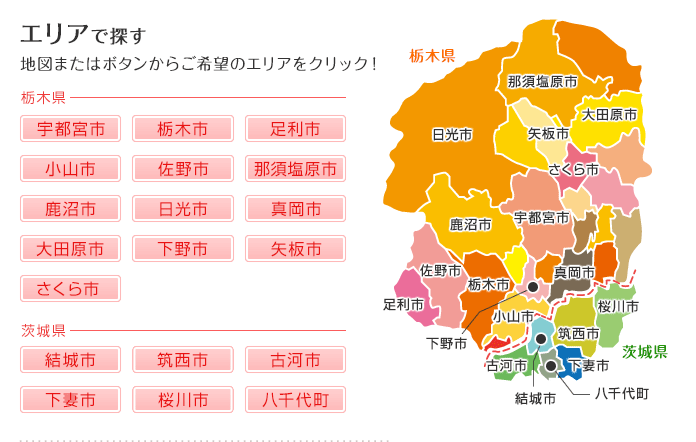 エリアで探す
地図またはボタンからご希望のエリアをクリック!
栃木県
宇都宮市 栃木市 足利市
小山市 佐野市 那須塩原市
鹿沼市 日光市 真岡市
大田原市 下野市 矢板市
さくら市
茨城県
結城市 筑西市 古河市
下妻市 桜川市 八千代町
栃木県
那須塩原市
大田原市
日光市
矢板市
さくら市
宇都宮市
鹿沼市
佐野市
栃木市
真岡市
足利市
桜川市
小山市
筑西市
下野市
茨城県
古河市
下妻市
結城市
八千代町